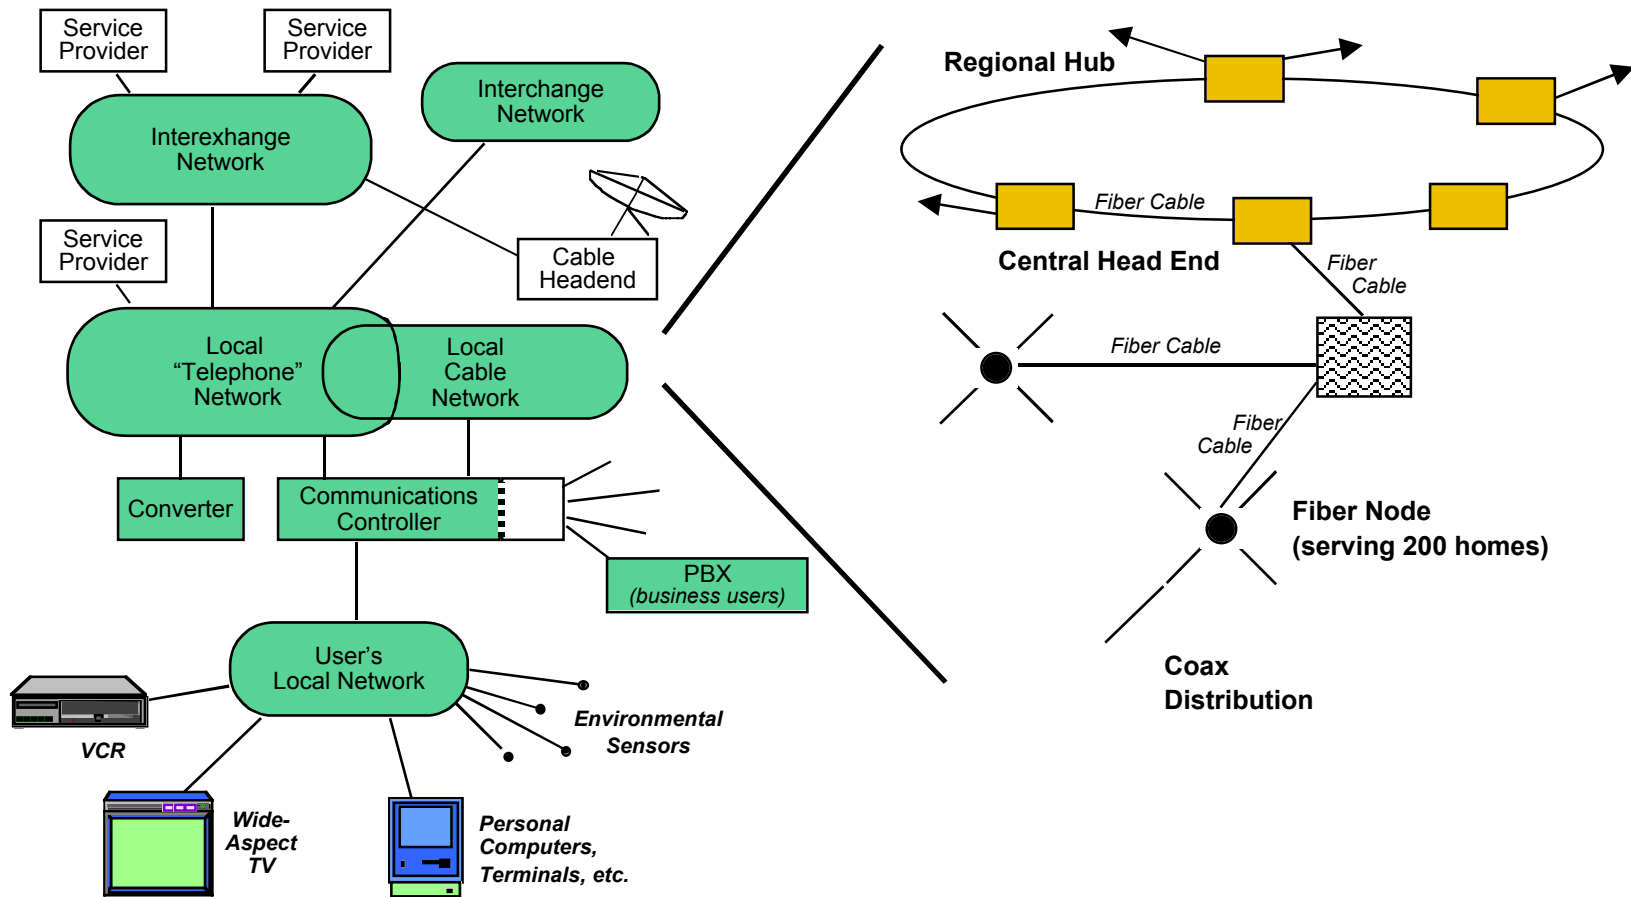 Service
Provider
Service
Provider
Interchange
Network
Interexhange
Network
Service
Provider
Cable
Headend
Local
“Telephone”
Network
Local
Cable
Network
Converter
Communications
Controller
PBX
(business users)
User's
Local Network
VCR
Environmental
Sensors
Wide-
Aspect
TV
Personal
Computers,
Terminals, etc.
Regional Hub
Fiber Cable
Central Head End
Fiber
Cable
Fiber Cable
Fiber
Cable
Fiber Node
(serving 200 homes)
Coax
Distribution